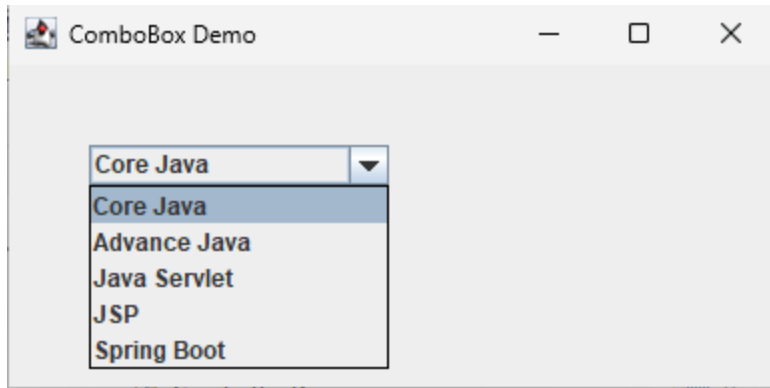 ComboBox Demo
Core Java
Core Java
Advance Java
Java Servlet
JSP
Spring Boot